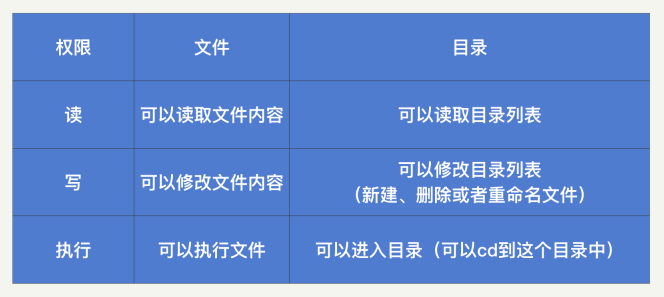 权限 文件 目录
读 可以读取文件内容 可以读取目录列表
写 可以修改文件内容 可以修改目录列表
（新建、删除或者重命名文件）
执行 可以执行文件 可以进入目录（可以cd到这个目录中）